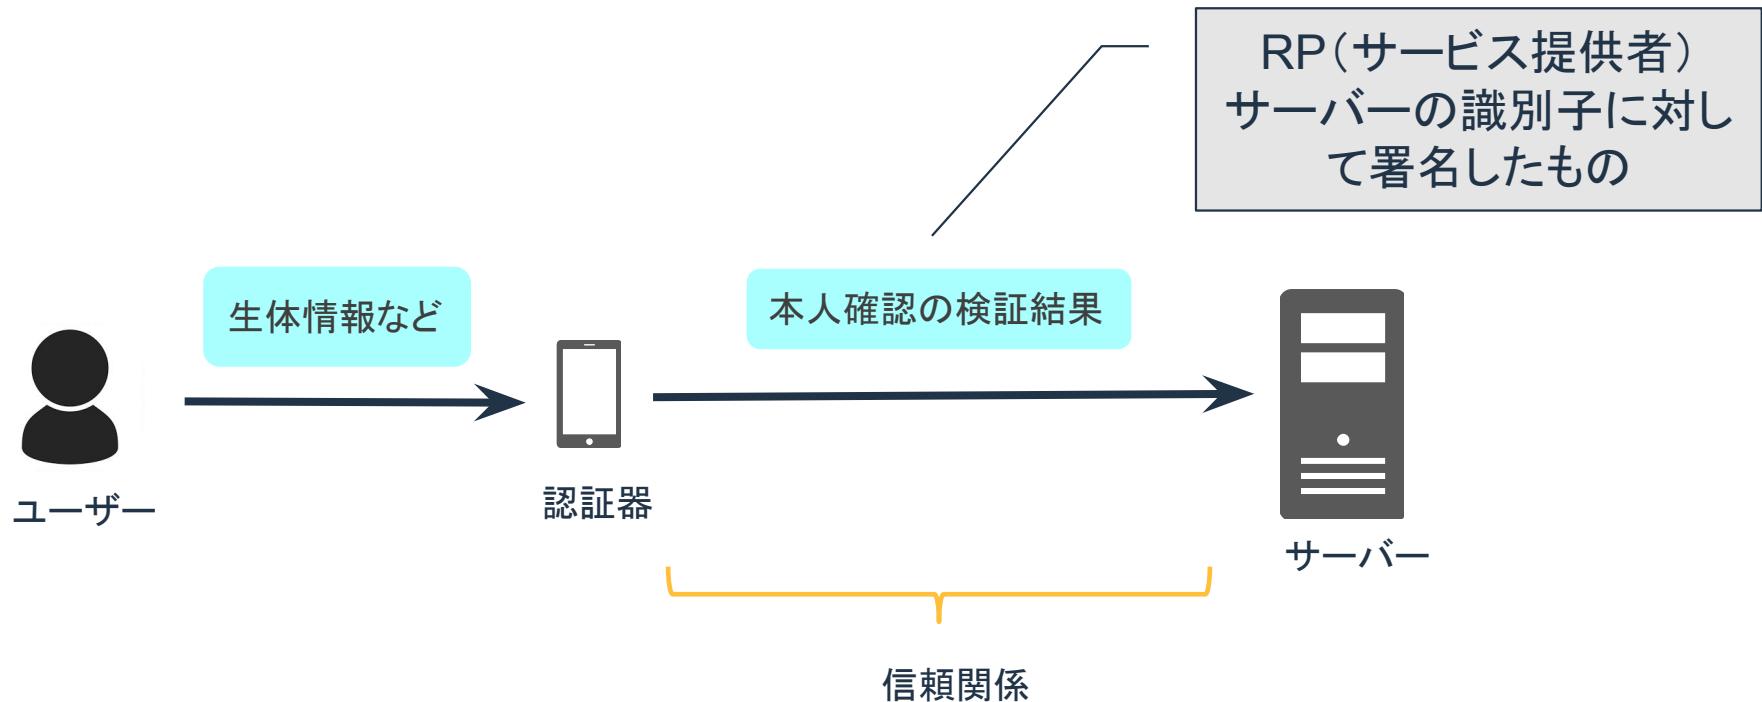 RP（サービス提供者）
サーバーの識別子に対し
て署名したもの
生体情報など
本人確認の検証結果
ユーザー
認証器
サーバー
信頼関係